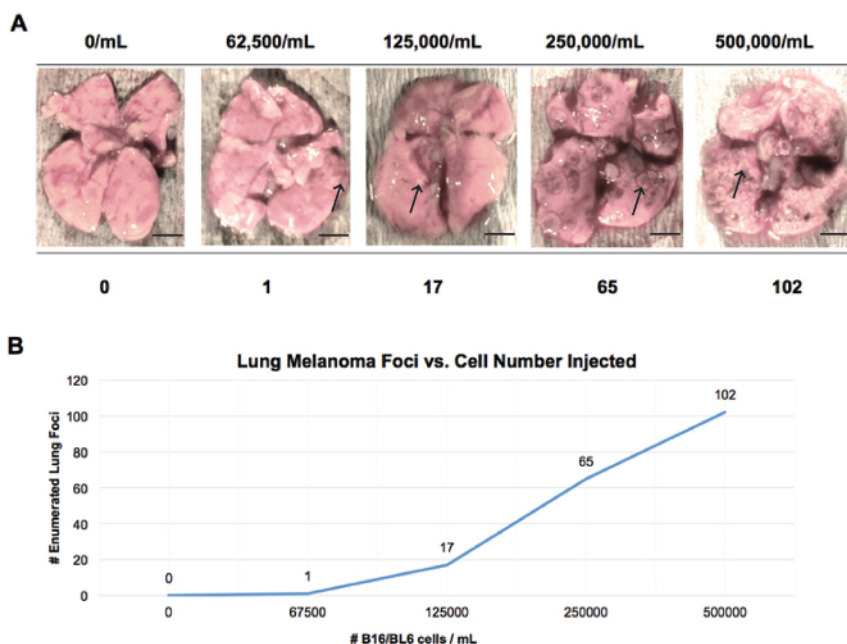 A
0/mL 62,500/mL 125,000/mL 250,000/mL 500,000/mL
0 1 17 65 102
B
Lung Melanoma Foci vs. Cell Number Injected
# Enumerated Lung Foci
120
100
80
60
40
20
0
0 1 17 65 102
0 67500 125000 250000 500000
# B16/BL6 cells / mL